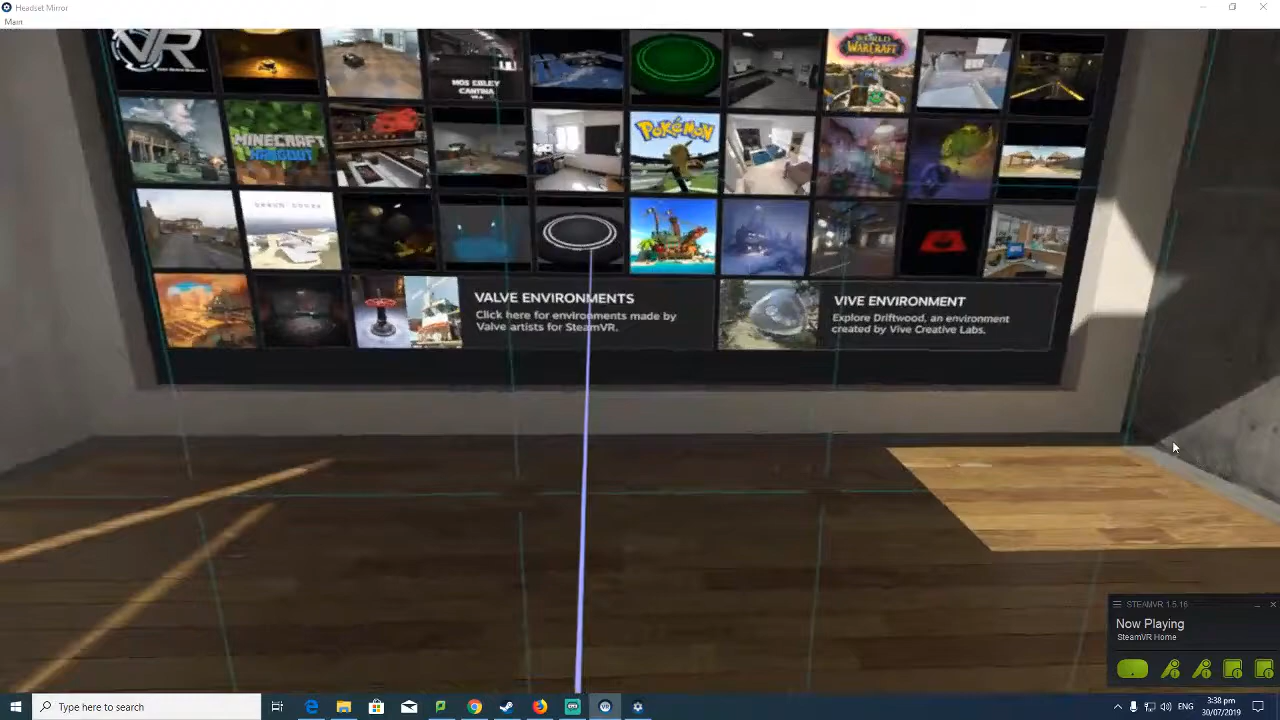 Headset Mirror
Main
VR
MOS EISLEY
CANTINA
WORLD
WARCRAFT
MINECRAFT
HANGOUT
POKéMON
VALVE ENVIRONMENTS
Click here for environments made by
Valve artists for SteamVR.
VIVE ENVIRONMENT
Explore Driftwood, an environment
created by Vive Creative Labs.
STEAMVR 1.5.16
Now Playing
SteamVR Home
Type here to search
ENG
3:38 pm
30/07/2019